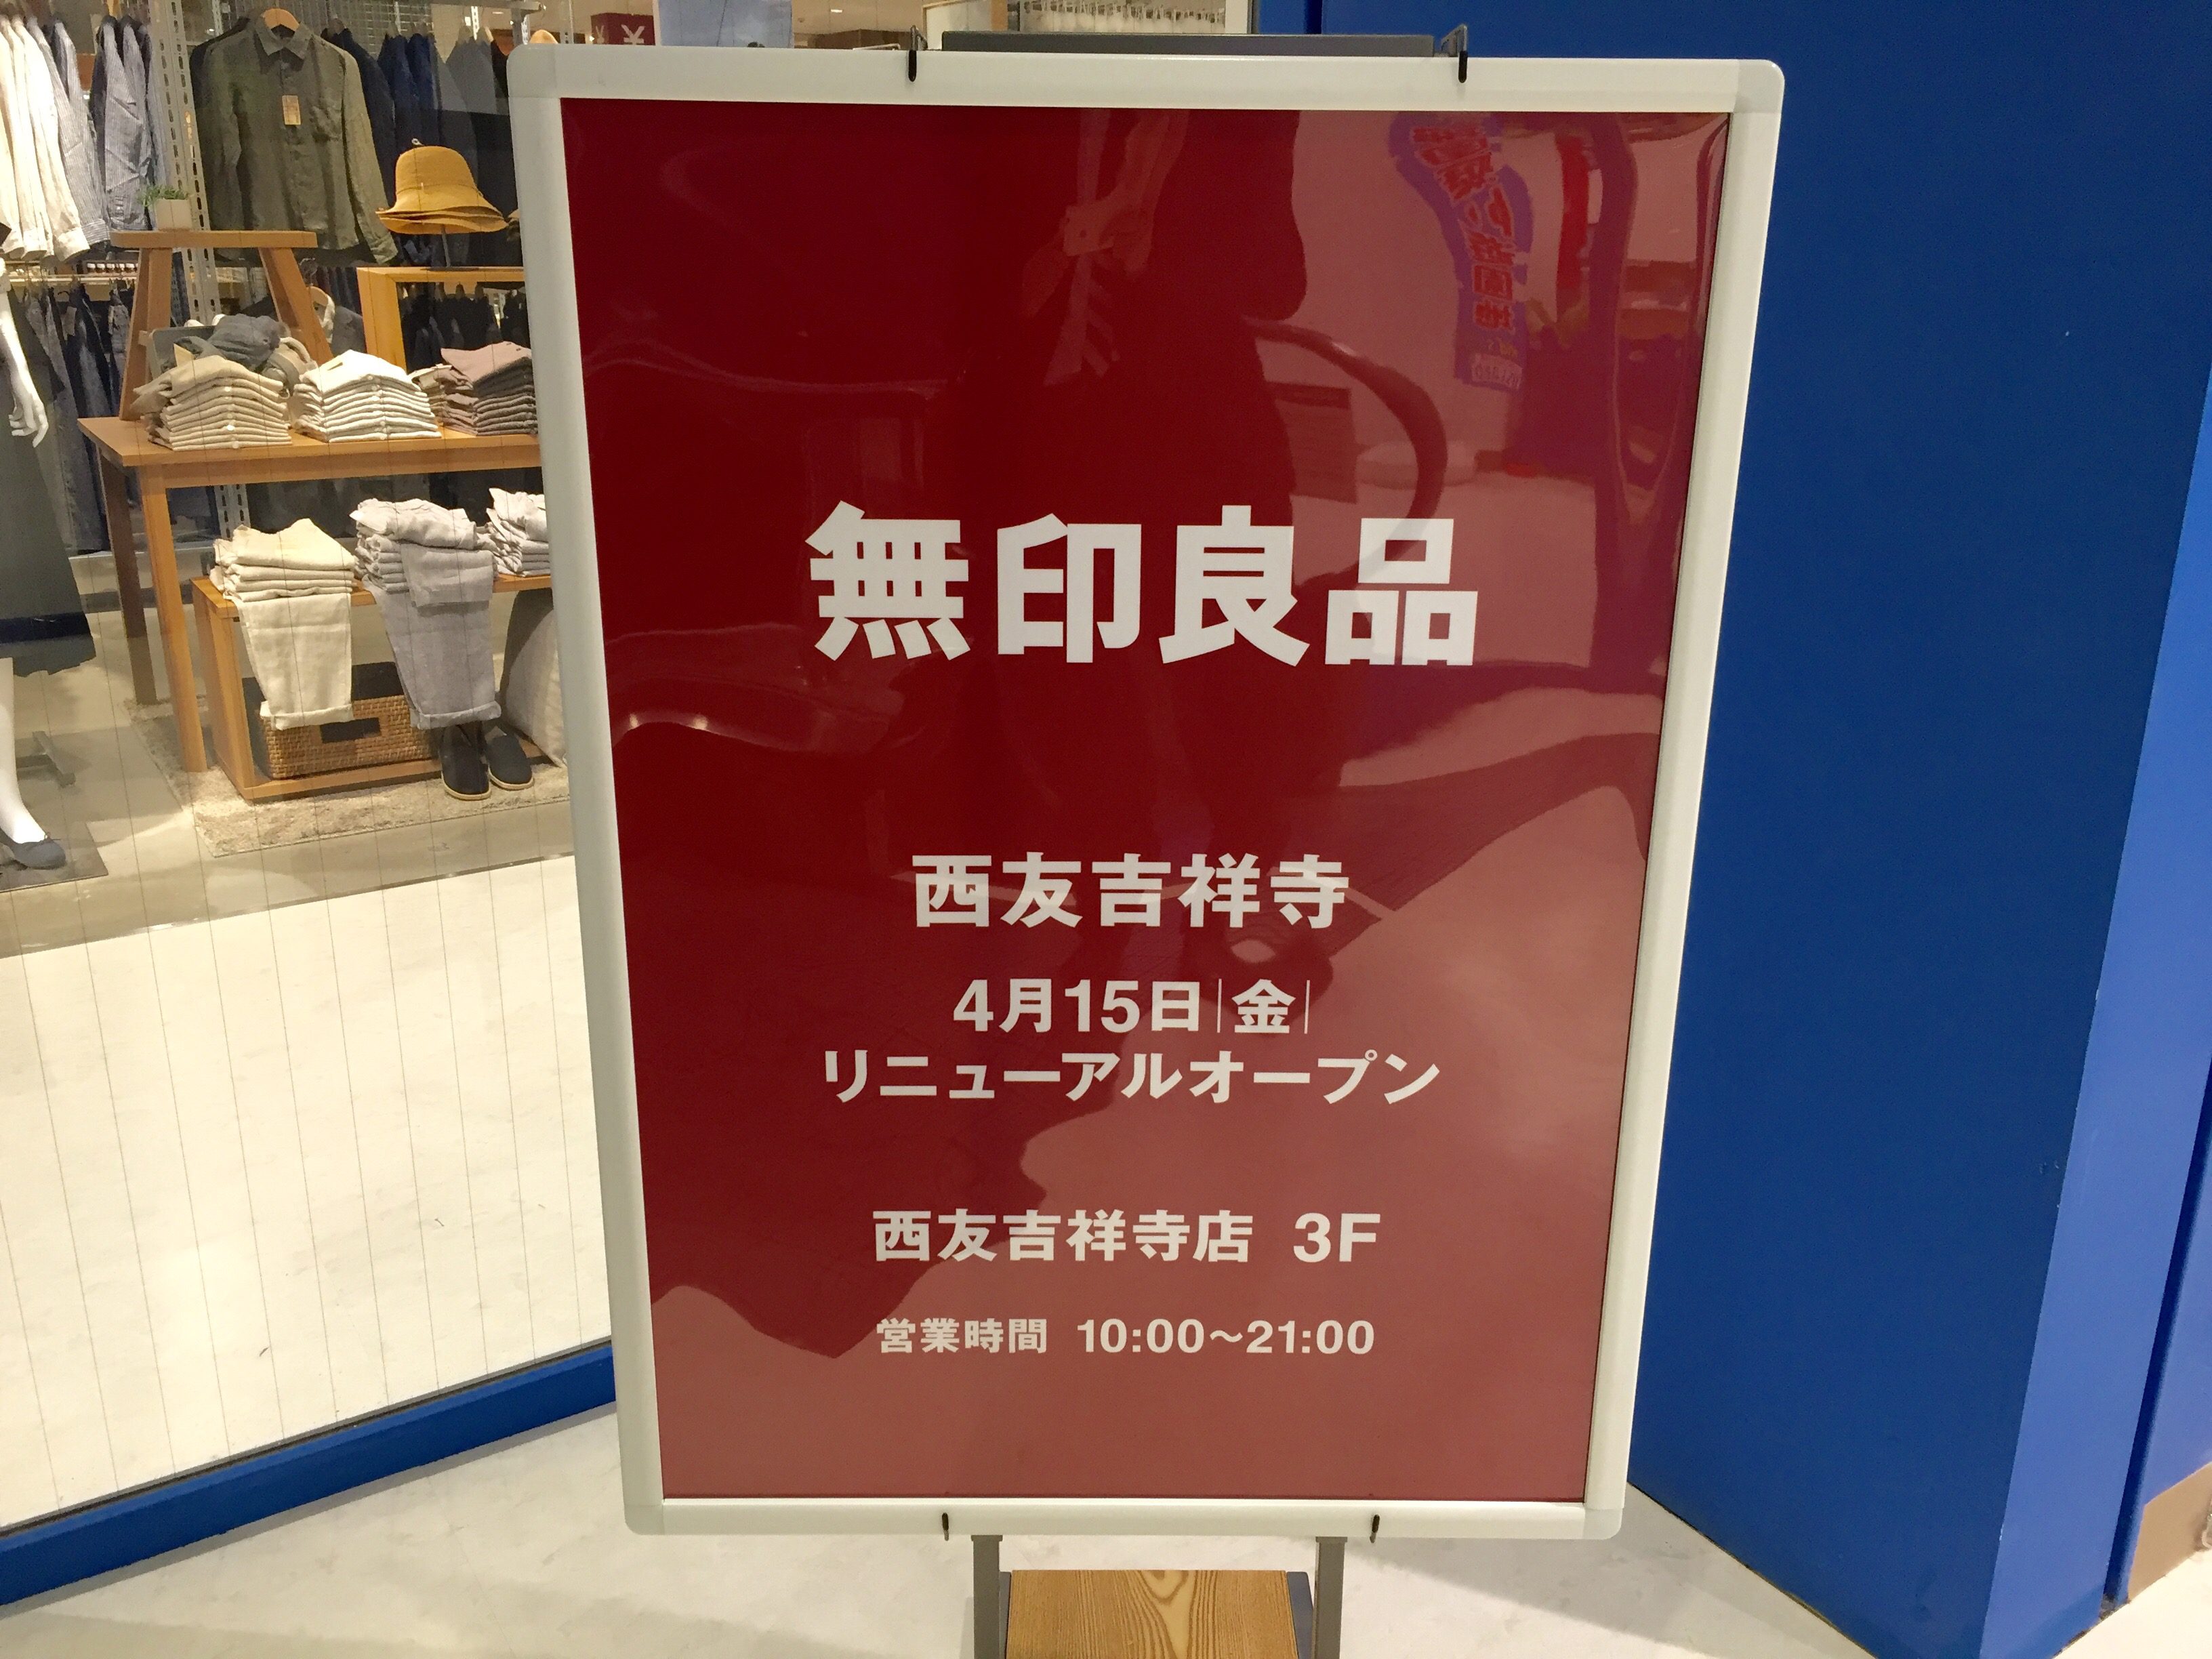 無印良品
西友吉祥寺
4月15日|金|
リニューアルオープン
西友吉祥寺店 3F
営業時間 10:00〜21:00